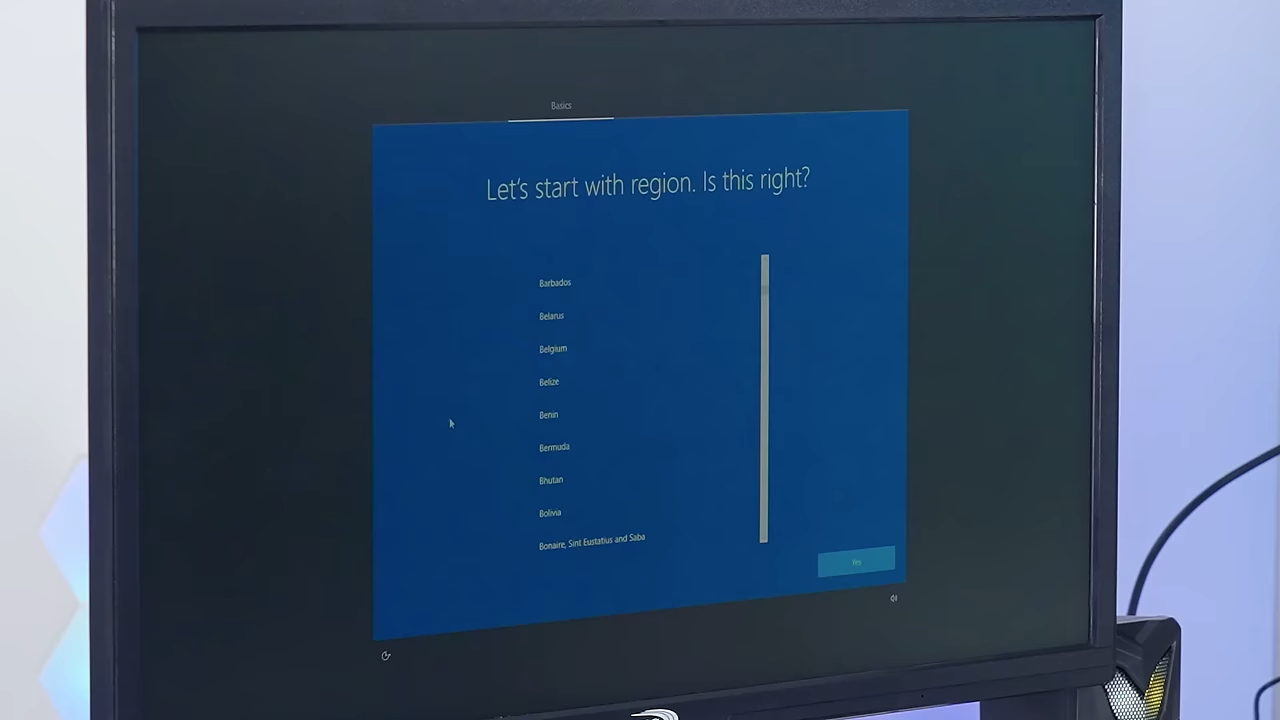 Basics
Let's start with region. Is this right?
Barbados
Belarus
Belgium
Belize
Benin
Bermuda
Bhutan
Bolivia
Bonaire, Sint Eustatius and Saba
Yes